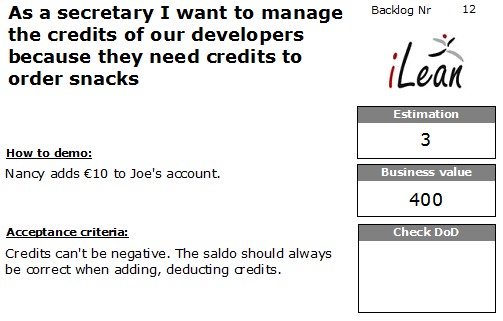 As a secretary I want to manage
the credits of our developers
because they need credits to
order snacks
Backlog Nr 12
iLean
Estimation
3
How to demo:
Nancy adds €10 to Joe's account.
Business value
400
Acceptance criteria:
Credits can't be negative. The saldo should always
be correct when adding, deducting credits.
Check DoD